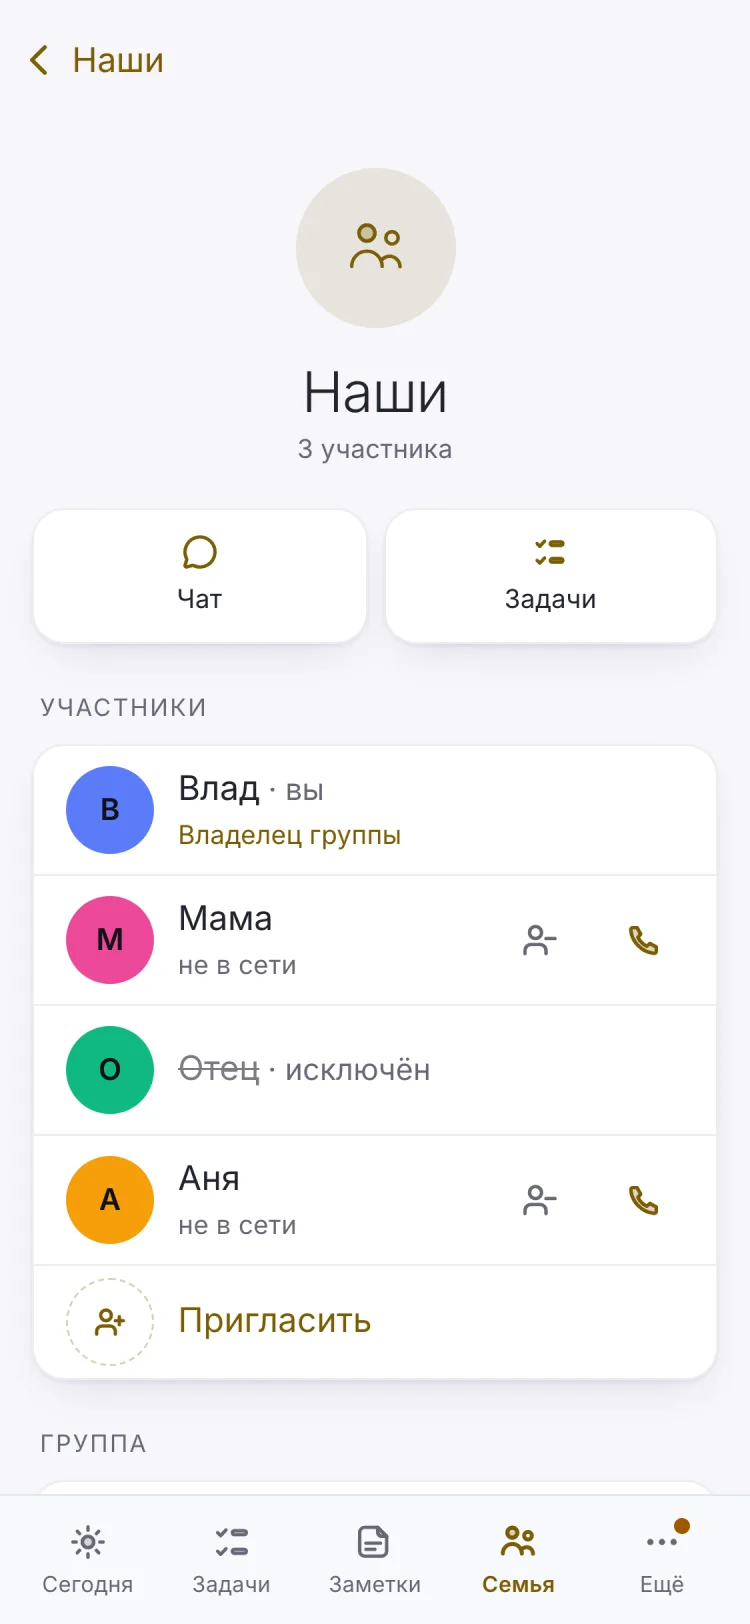 Наши
Наши
3 участника
Чат
Задачи
УЧАСТНИКИ
В
Влад · вы
Владелец группы
М
Мама
не в сети
О
Отец · исключён
А
Аня
не в сети
Пригласить
ГРУППА
Сегодня
Задачи
Заметки
Семья
Ещё